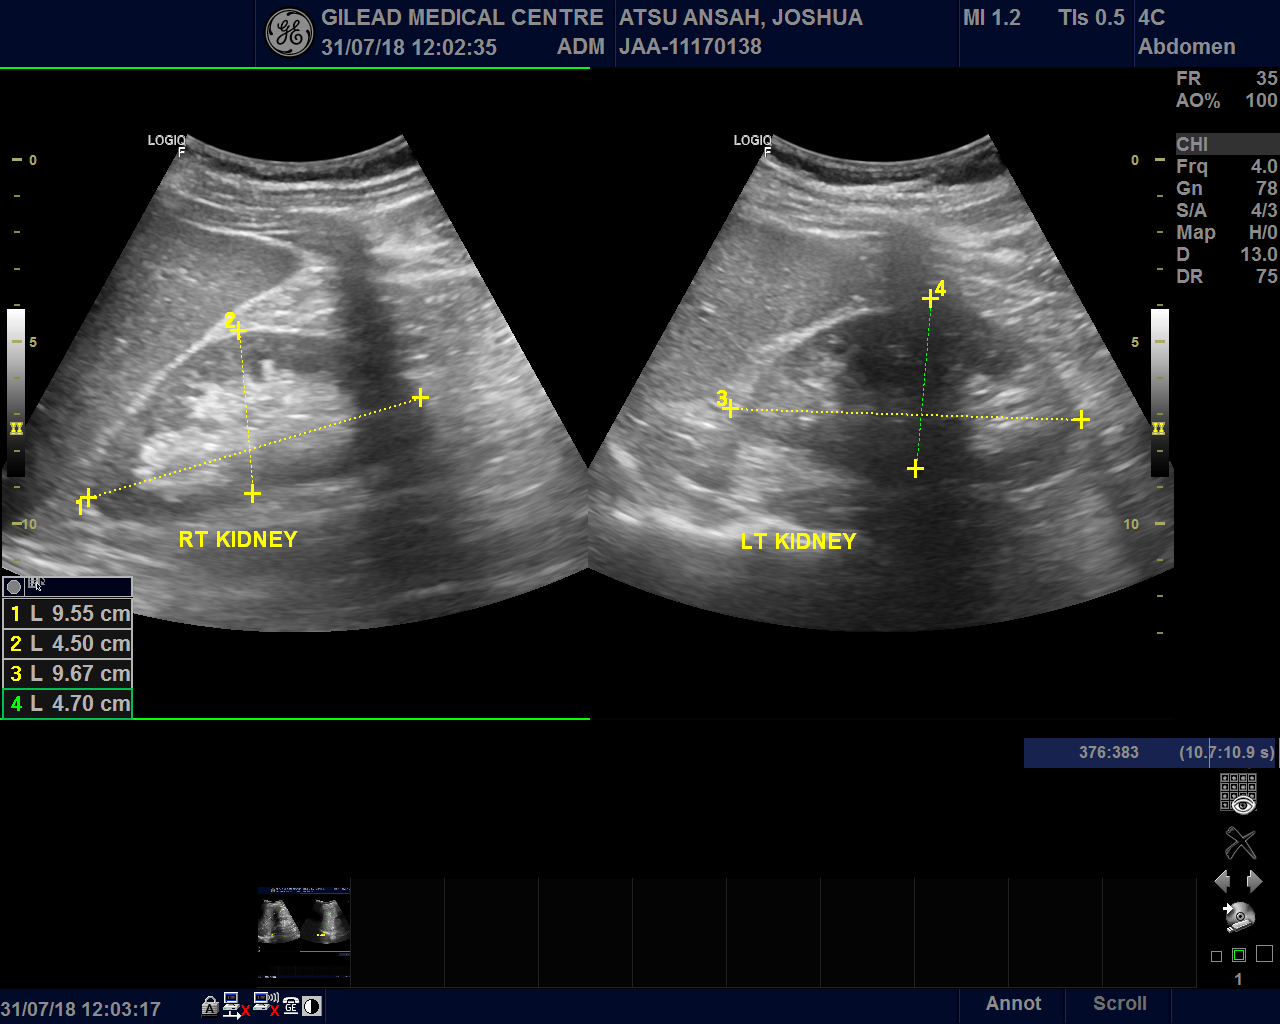 GILEAD MEDICAL CENTRE
31/07/18 12:02:35 ADM
ATSU ANSAH, JOSHUA
JAA-11170138
MI 1.2 TIs 0.5
4C
Abdomen
FR 35
AO% 100
CHI
Frq 4.0
Gn 78
S/A 4/3
Map H/0
D 13.0
DR 75
LOGIQ
F
0
5
10
2
1
RT KIDNEY
LOGIQ
F
0
5
10
4
3
LT KIDNEY
1 L 9.55 cm
2 L 4.50 cm
3 L 9.67 cm
4 L 4.70 cm
376:383 (10.7:10.9 s)
1
31/07/18 12:03:17
Annot
Scroll